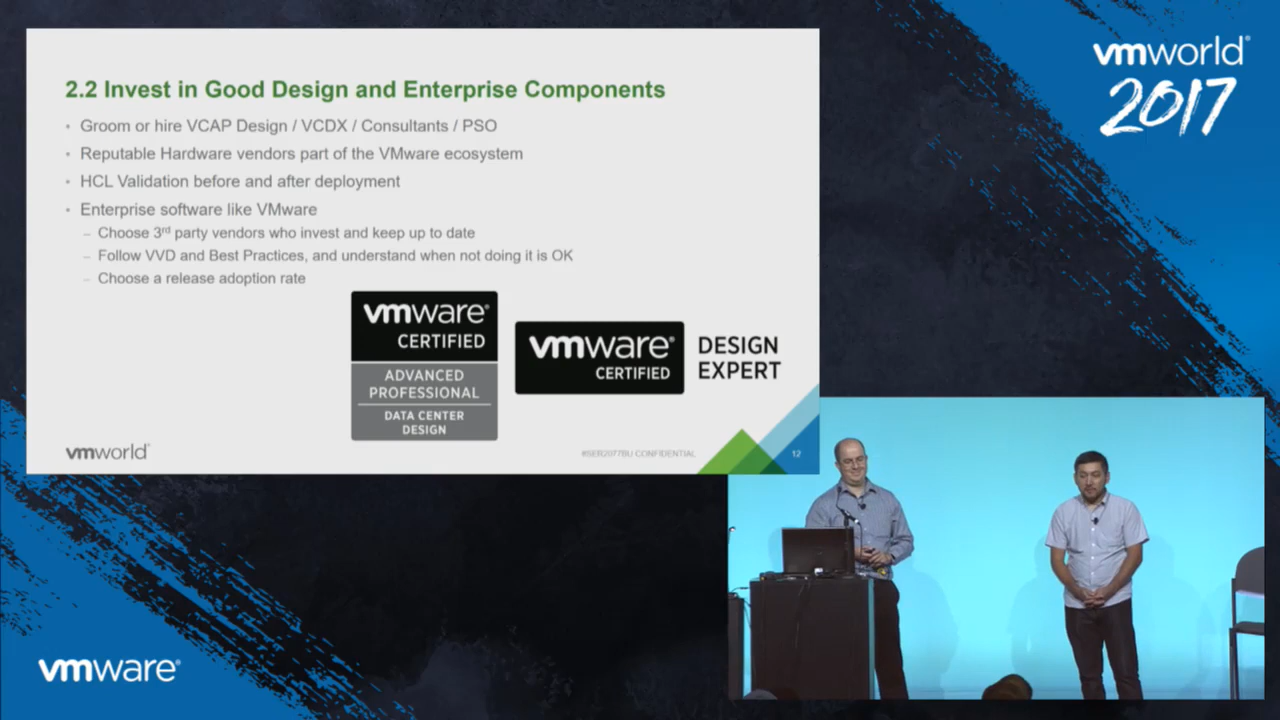 2.2 Invest in Good Design and Enterprise Components
• Groom or hire VCAP Design / VCDX / Consultants / PSO
• Reputable Hardware vendors part of the VMware ecosystem
• HCL Validation before and after deployment
• Enterprise software like VMware
– Choose 3rd party vendors who invest and keep up to date
– Follow VVD and Best Practices, and understand when not doing it is OK
– Choose a release adoption rate
vmware®
CERTIFIED
ADVANCED
PROFESSIONAL
DATA CENTER
DESIGN
vmware®
CERTIFIED
DESIGN
EXPERT
vmworld®
#SER2077BU CONFIDENTIAL
12
vmworld®
2017
vmware®